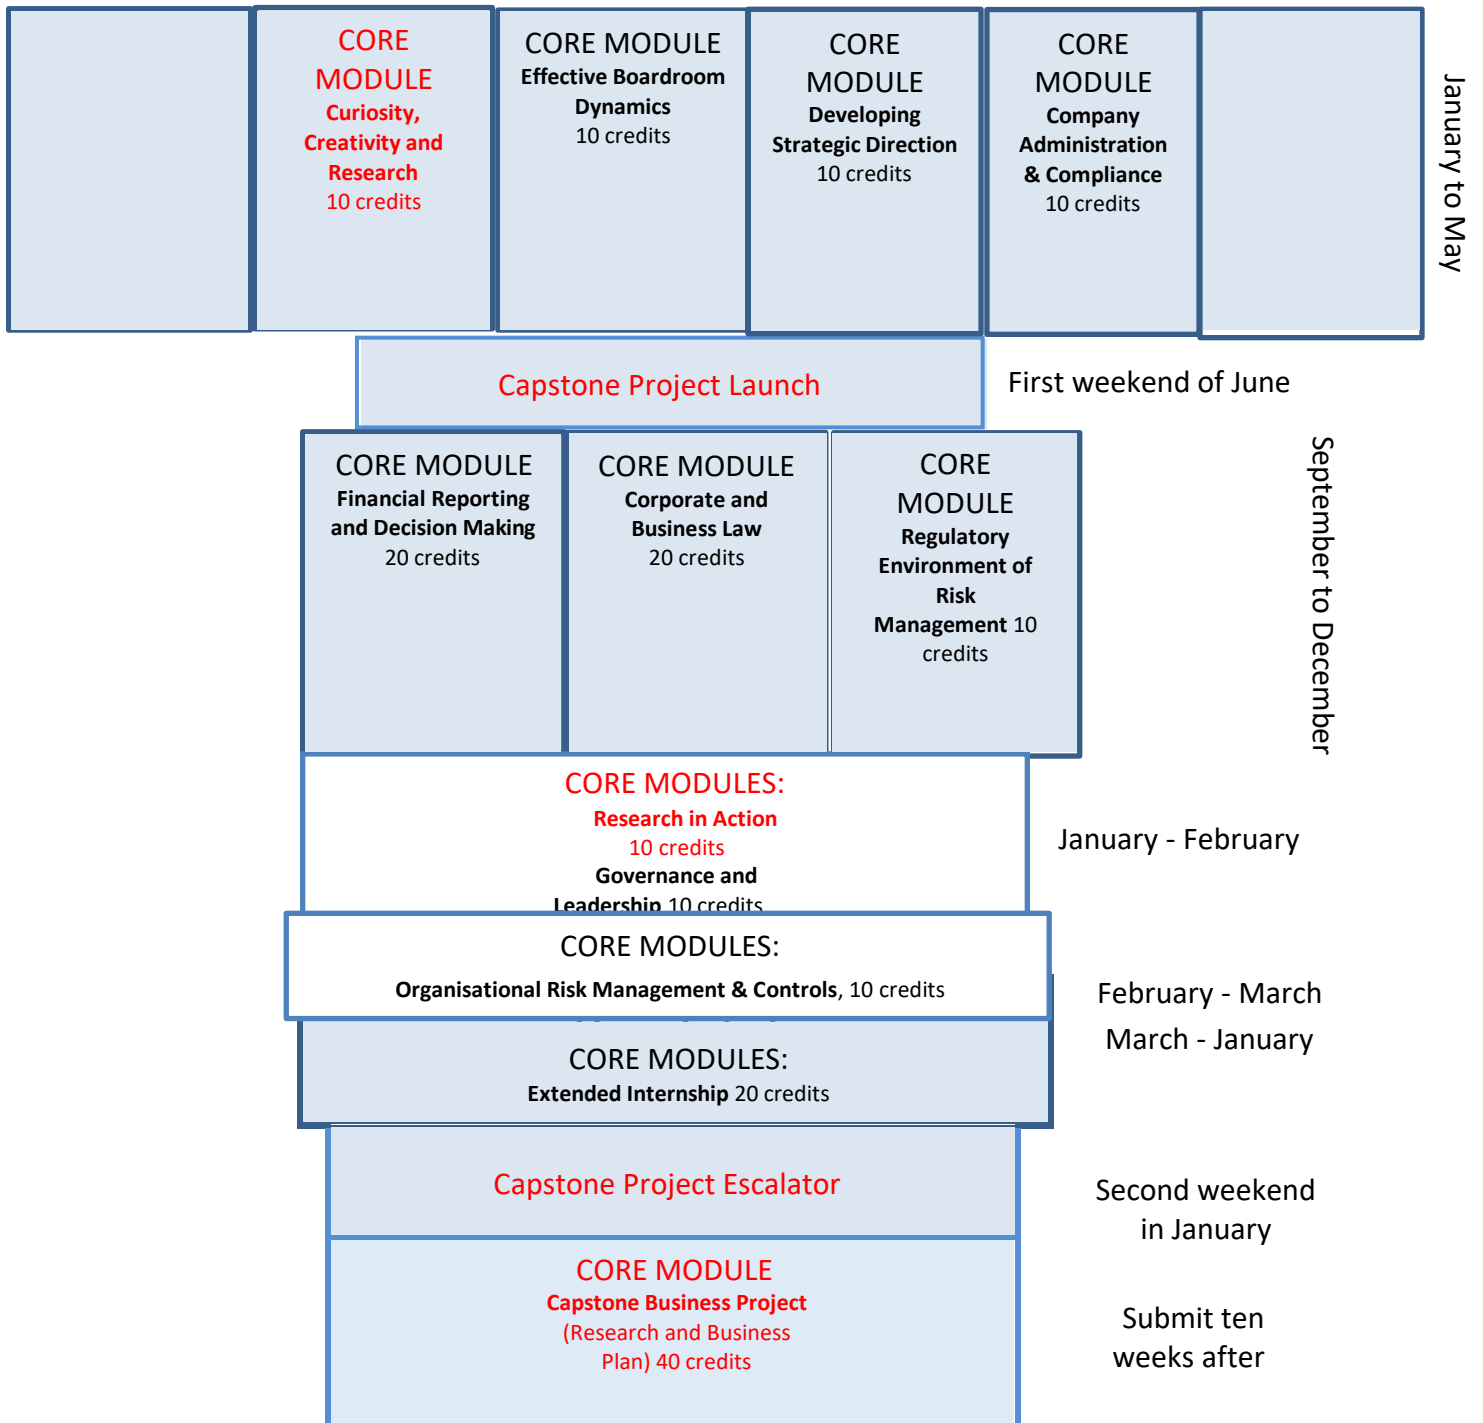 CORE
MODULE
Curiosity,
Creativity and
Research
10 credits
CORE MODULE
Effective Boardroom
Dynamics
10 credits
CORE
MODULE
Developing
Strategic Direction
10 credits
CORE
MODULE
Company
Administration
& Compliance
10 credits
January to May
Capstone Project Launch
First weekend of June
CORE MODULE
Financial Reporting
and Decision Making
20 credits
CORE MODULE
Corporate and
Business Law
20 credits
CORE
MODULE
Regulatory
Environment of
Risk
Management 10
credits
September to December
CORE MODULES:
Research in Action
10 credits
Governance and
Leadership 10 credits
January - February
CORE MODULES:
Organisational Risk Management & Controls, 10 credits
February - March
March - January
CORE MODULES:
Extended Internship 20 credits
Capstone Project Escalator
Second weekend
in January
CORE MODULE
Capstone Business Project
(Research and Business
Plan) 40 credits
Submit ten
weeks after